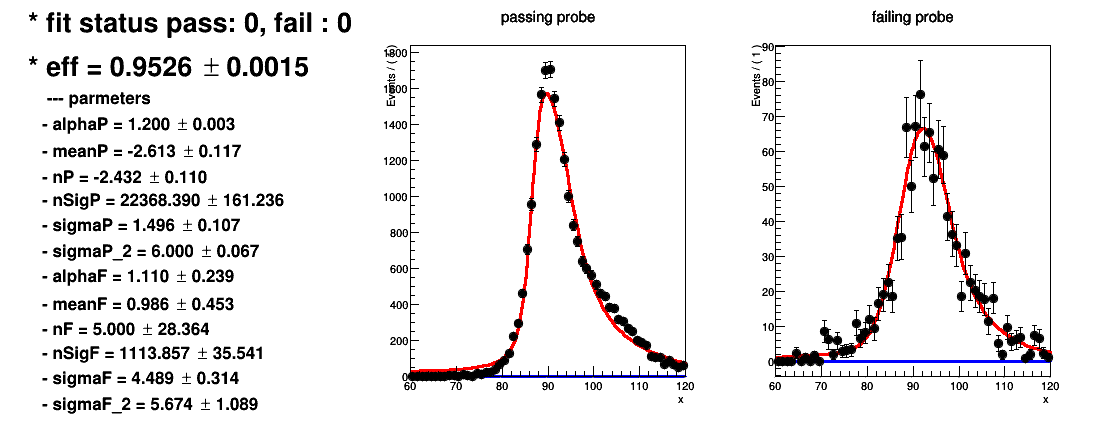 * fit status pass: 0, fail : 0
* eff = 0.9526 ± 0.0015
--- parmeters
- alphaP = 1.200 ± 0.003
- meanP = -2.613 ± 0.117
- nP = -2.432 ± 0.110
- nSigP = 22368.390 ± 161.236
- sigmaP = 1.496 ± 0.107
- sigmaP_2 = 6.000 ± 0.067
- alphaF = 1.110 ± 0.239
- meanF = 0.986 ± 0.453
- nF = 5.000 ± 28.364
- nSigF = 1113.857 ± 35.541
- sigmaF = 4.489 ± 0.314
- sigmaF_2 = 5.674 ± 1.089
passing probe
Events / ( 1 )
1800
1600
1400
1200
1000
800
600
400
200
0
60 70 80 90 100 110 120
x
failing probe
Events / ( 1 )
90
80
70
60
50
40
30
20
10
0
60 70 80 90 100 110 120
x